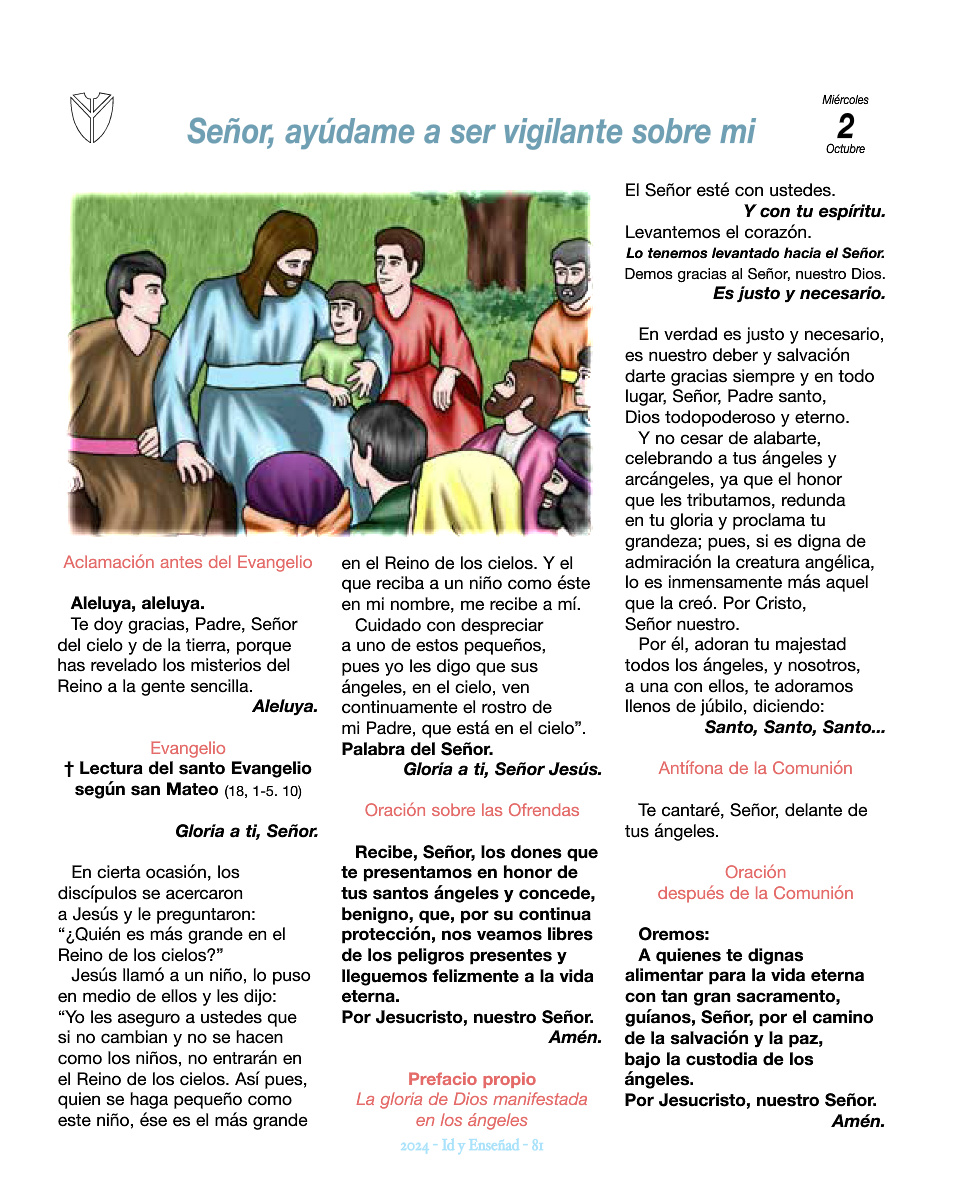 Señor, ayúdame a ser vigilante sobre mi
Miércoles
2
Octubre
Aclamación antes del Evangelio
Aleluya, aleluya.
Te doy gracias, Padre, Señor
del cielo y de la tierra, porque
has revelado los misterios del
Reino a la gente sencilla.
Aleluya.
Evangelio
† Lectura del santo Evangelio
según san Mateo (18, 1-5. 10)
Gloria a ti, Señor.
En cierta ocasión, los
discípulos se acercaron
a Jesús y le preguntaron:
“¿Quién es más grande en el
Reino de los cielos?”
Jesús llamó a un niño, lo puso
en medio de ellos y les dijo:
“Yo les aseguro a ustedes que
si no cambian y no se hacen
como los niños, no entrarán en
el Reino de los cielos. Así pues,
quien se haga pequeño como
este niño, ése es el más grande
en el Reino de los cielos. Y el
que reciba a un niño como éste
en mi nombre, me recibe a mí.
Cuidado con despreciar
a uno de estos pequeños,
pues yo les digo que sus
ángeles, en el cielo, ven
continuamente el rostro de
mi Padre, que está en el cielo”.
Palabra del Señor.
Gloria a ti, Señor Jesús.
Oración sobre las Ofrendas
Recibe, Señor, los dones que
te presentamos en honor de
tus santos ángeles y concede,
benigno, que, por su continua
protección, nos veamos libres
de los peligros presentes y
lleguemos felizmente a la vida
eterna.
Por Jesucristo, nuestro Señor.
Amén.
Prefacio propio
La gloria de Dios manifestada
en los ángeles
El Señor esté con ustedes.
Y con tu espíritu.
Levantemos el corazón.
Lo tenemos levantado hacia el Señor.
Demos gracias al Señor, nuestro Dios.
Es justo y necesario.
En verdad es justo y necesario,
es nuestro deber y salvación
darte gracias siempre y en todo
lugar, Señor, Padre santo,
Dios todopoderoso y eterno.
Y no cesar de alabarte,
celebrando a tus ángeles y
arcángeles, ya que el honor
que les tributamos, redunda
en tu gloria y proclama tu
grandeza; pues, si es digna de
admiración la creatura angélica,
lo es inmensamente más aquel
que la creó. Por Cristo,
Señor nuestro.
Por él, adoran tu majestad
todos los ángeles, y nosotros,
a una con ellos, te adoramos
llenos de júbilo, diciendo:
Santo, Santo, Santo...
Antífona de la Comunión
Te cantaré, Señor, delante de
tus ángeles.
Oración
después de la Comunión
Oremos:
A quienes te dignas
alimentar para la vida eterna
con tan gran sacramento,
guíanos, Señor, por el camino
de la salvación y la paz,
bajo la custodia de los
ángeles.
Por Jesucristo, nuestro Señor.
Amén.
2024 - Id y Enseñad - 81